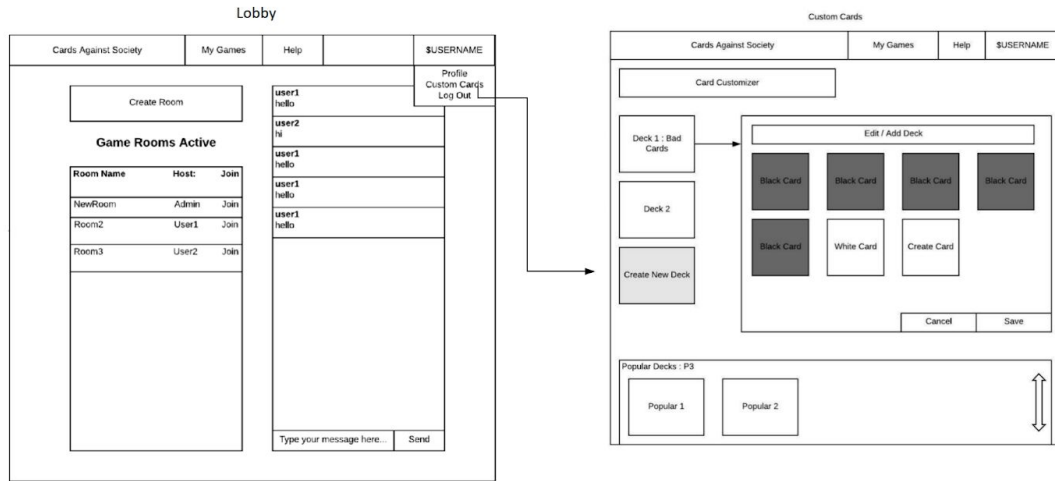 Lobby
Cards Against Society
My Games
Help
$USERNAME
Profile
Custom Cards
Log Out
Create Room
Game Rooms Active
Room Name Host: Join
NewRoom Admin Join
Room2 User1 Join
Room3 User2 Join
user1
hello
user2
hi
user1
hello
user1
hello
user1
hello
Type your message here...
Send
Custom Cards
Cards Against Society
My Games
Help
$USERNAME
Card Customizer
Deck 1 : Bad
Cards
Deck 2
Create New Deck
Edit / Add Deck
Black Card
Black Card
Black Card
Black Card
Black Card
White Card
Create Card
Cancel
Save
Popular Decks : P3
Popular 1
Popular 2